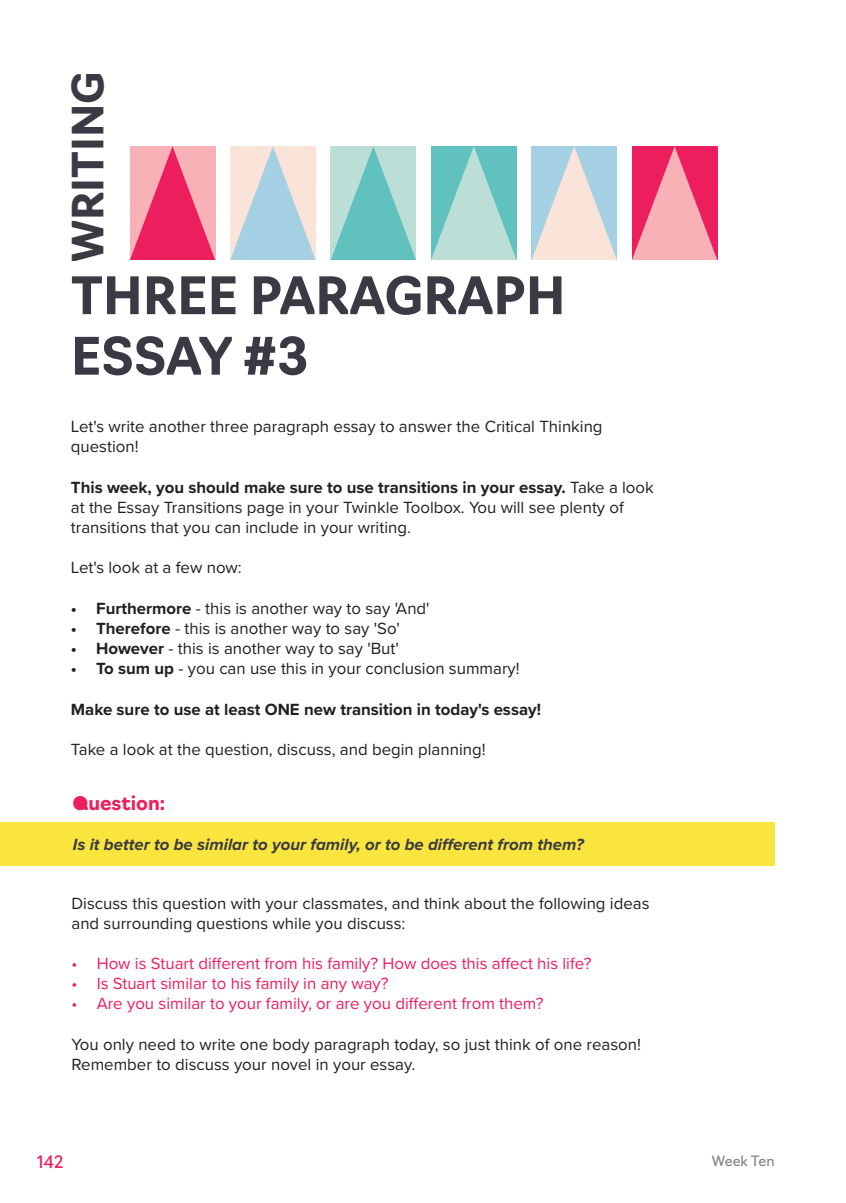 WRITING
THREE PARAGRAPH
ESSAY #3
Let's write another three paragraph essay to answer the Critical Thinking
question!
This week, you should make sure to use transitions in your essay. Take a look
at the Essay Transitions page in your Twinkle Toolbox. You will see plenty of
transitions that you can include in your writing.
Let's look at a few now:
• Furthermore - this is another way to say 'And'
• Therefore - this is another way to say 'So'
• However - this is another way to say 'But'
• To sum up - you can use this in your conclusion summary!
Make sure to use at least ONE new transition in today's essay!
Take a look at the question, discuss, and begin planning!
Question:
Is it better to be similar to your family, or to be different from them?
Discuss this question with your classmates, and think about the following ideas
and surrounding questions while you discuss:
• How is Stuart different from his family? How does this affect his life?
• Is Stuart similar to his family in any way?
• Are you similar to your family, or are you different from them?
You only need to write one body paragraph today, so just think of one reason!
Remember to discuss your novel in your essay.
142
Week Ten